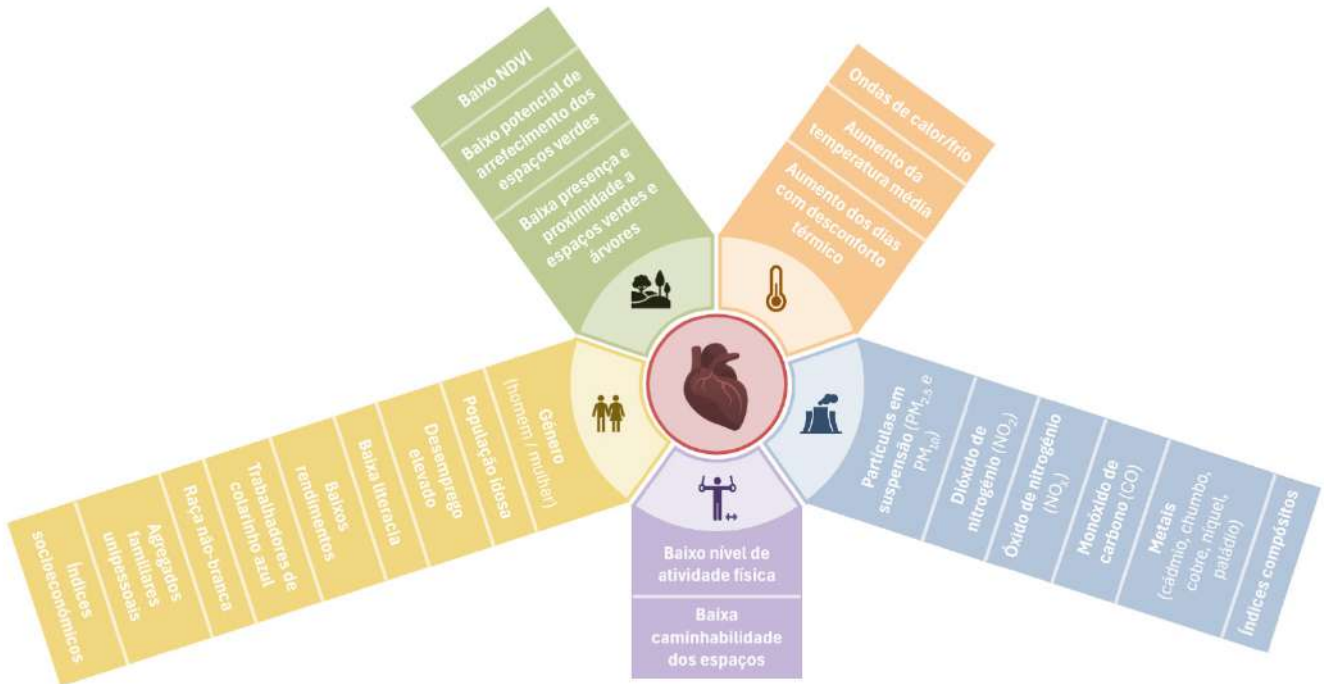 Baixo NDVI
Baixo potencial de
arrefecimento dos
espaços verdes
Baixa presença e
proximidade a
espaços verdes e
árvores
Ondas de calor/frio
Aumento da
temperatura média
Aumento dos dias
com desconforto
térmico
Partículas em
suspensão (PM2,5 e
PM10)
Dióxido de
nitrogénio (NO2)
Óxido de nitrogénio
(NOx)
Monóxido de
carbono (CO)
Metais
(cádmio, chumbo,
cobre, níquel,
paládio)
Índices compósitos
Baixo nível de
atividade física
Baixa
caminhabilidade
dos espaços
Género
(homem / mulher)
População idosa
Desemprego
elevado
Baixa literacia
Baixos
rendimentos
Trabalhadores de
colarinho azul
Raça não-branca
Agregados
familiares
unipessoais
Índices
socioeconómicos